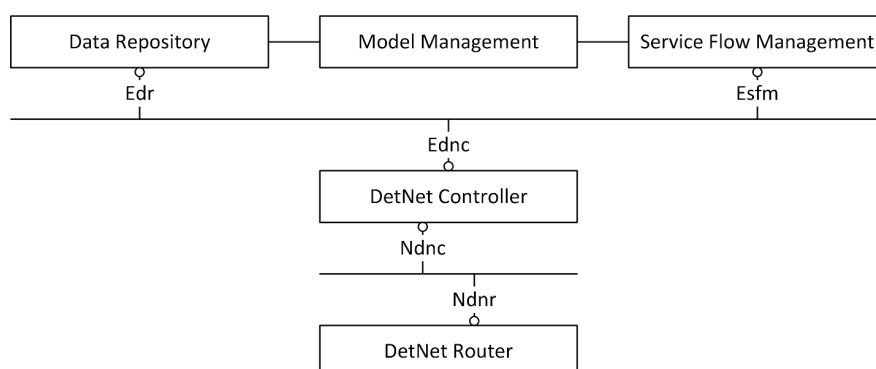 Data Repository
Model Management
Service Flow Management
Edr
Esfm
Ednc
DetNet Controller
Ndnc
Ndnr
DetNet Router